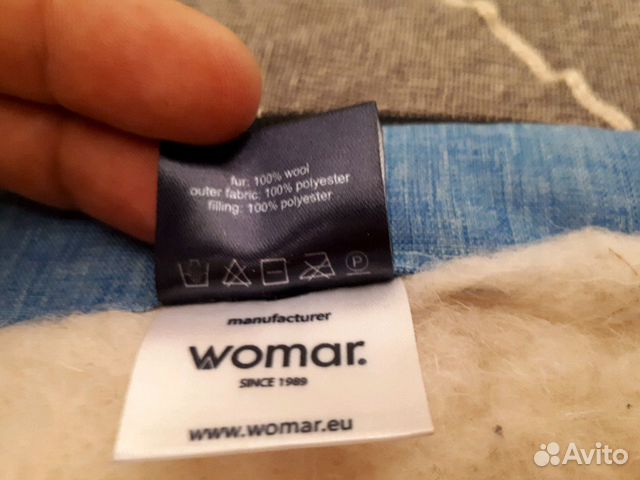 fur: 100% wool
outer fabric: 100% polyester
filling: 100% polyester
P
manufacturer
womar.
SINCE 1989
www.womar.eu
Avito